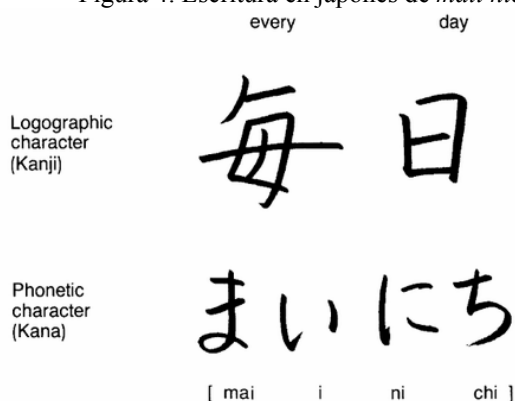 Figura 4. Escritura en japonés de
every day
Logographic
character
(Kanji)
毎日
Phonetic
character
(Kana)
まいにち
[ mai i ni chi ]